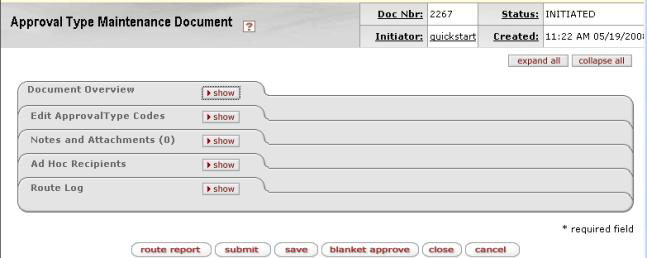 Approval Type Maintenance Document ?
Doc Nbr: 2267 Status: INITIATED
Initiator: quickstart Created: 11:22 AM 05/19/200
expand all collapse all
Document Overview show
Edit ApprovalType Codes show
Notes and Attachments (0) show
Ad Hoc Recipients show
Route Log show
* required field
route report submit save blanket approve close cancel